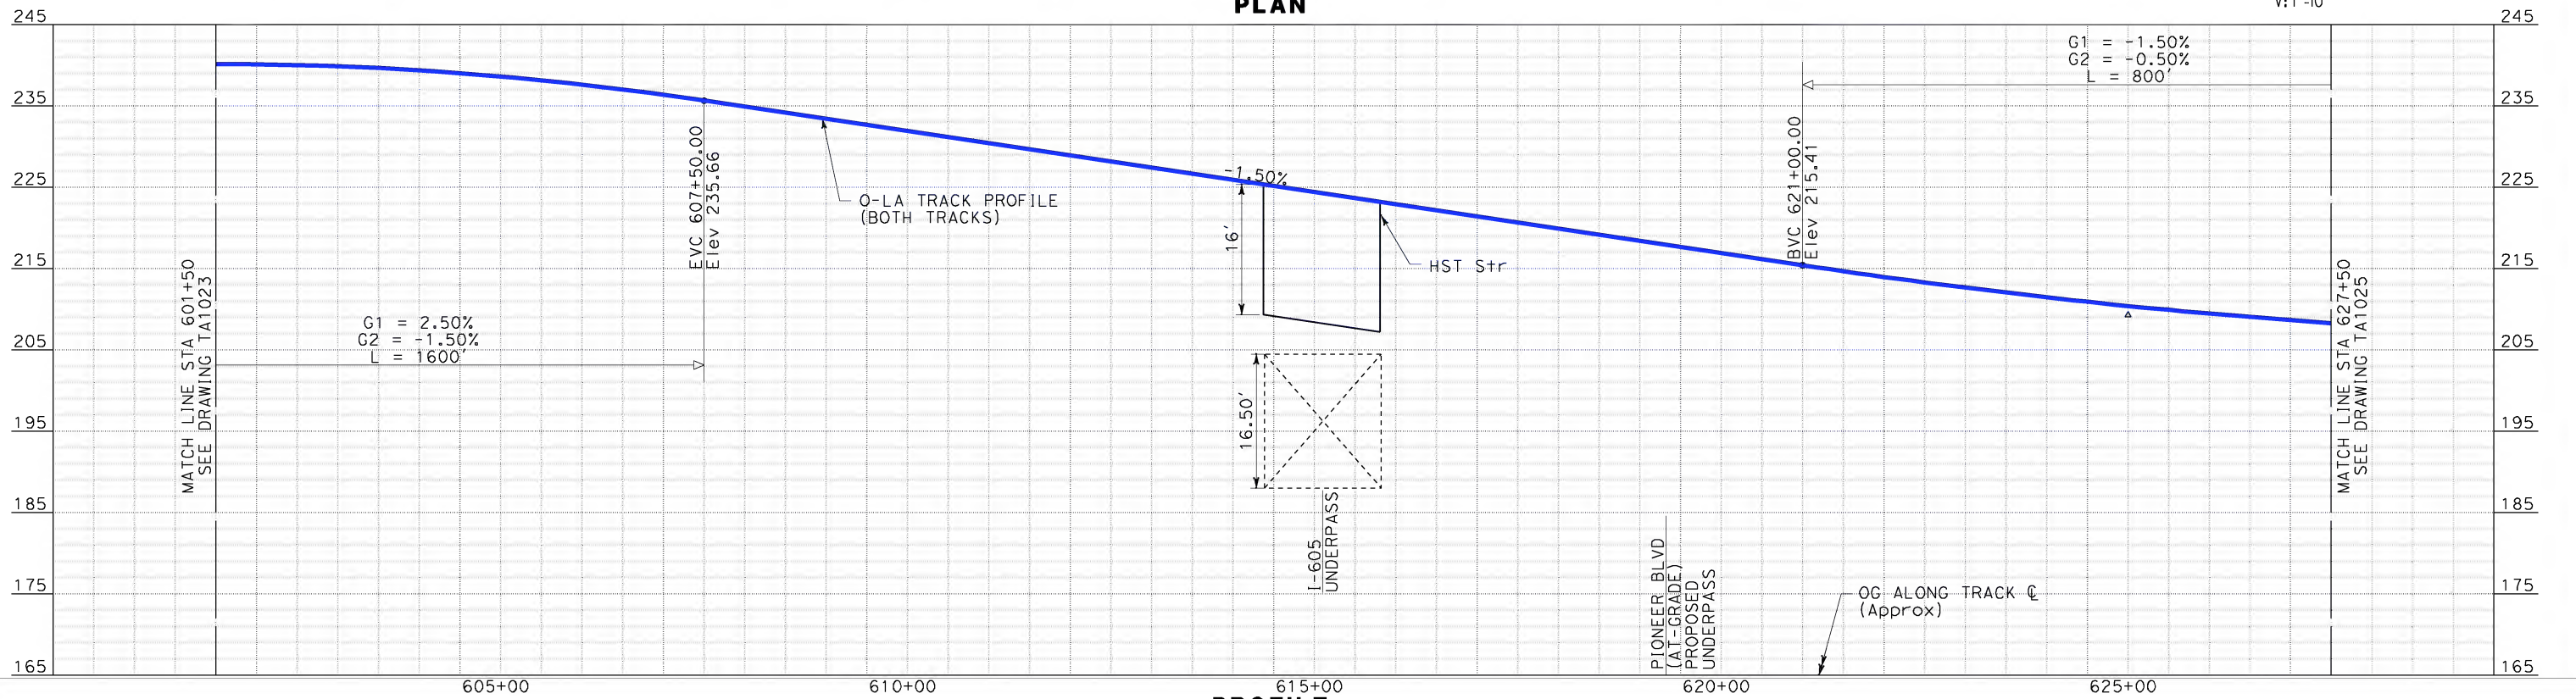 PLAN
V:1"=10'
245
235
225
215
205
195
185
175
165
245
235
225
215
205
195
185
175
165
MATCH LINE STA 601+50
SEE DRAWING TA1023
G1 = 2.50%
G2 = -1.50%
L = 1600'
EVC 607+50.00
Elev 235.66
O-LA TRACK PROFILE
(BOTH TRACKS)
-1.50%
16'
HST Str
16.50'
I-605
UNDERPASS
PIONEER BLVD
(AT-GRADE)
PROPOSED
UNDERPASS
BVC 621+00.00
Elev 215.41
G1 = -1.50%
G2 = -0.50%
L = 800'
OG ALONG TRACK ℄
(Approx)
MATCH LINE STA 627+50
SEE DRAWING TA1025
605+00
610+00
615+00
620+00
625+00